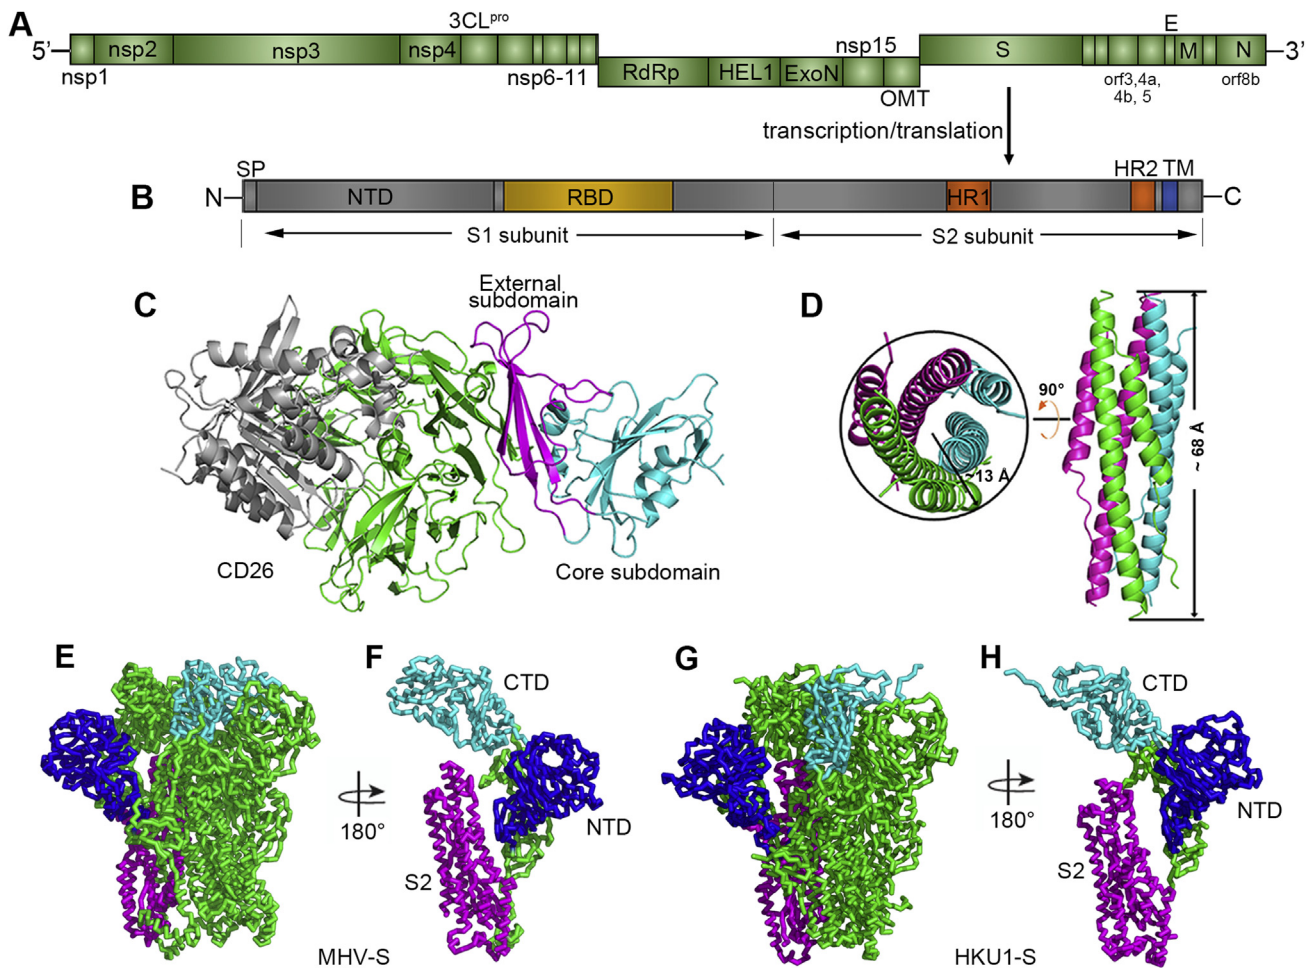 A
5’
nsp1
nsp2
nsp3
nsp4
3CLpro
nsp6-11
RdRp
HEL1
ExoN
nsp15
OMT
S
E
M
N
3’
orf3,4a,
4b, 5
orf8b
transcription/translation
B
N
SP
NTD
RBD
HR1
HR2
TM
C
S1 subunit
S2 subunit
C
External
subdomain
CD26
Core subdomain
D
~13 Å
90°
~ 68 Å
E
180°
MHV-S
F
CTD
NTD
S2
G
180°
HKU1-S
H
CTD
NTD
S2